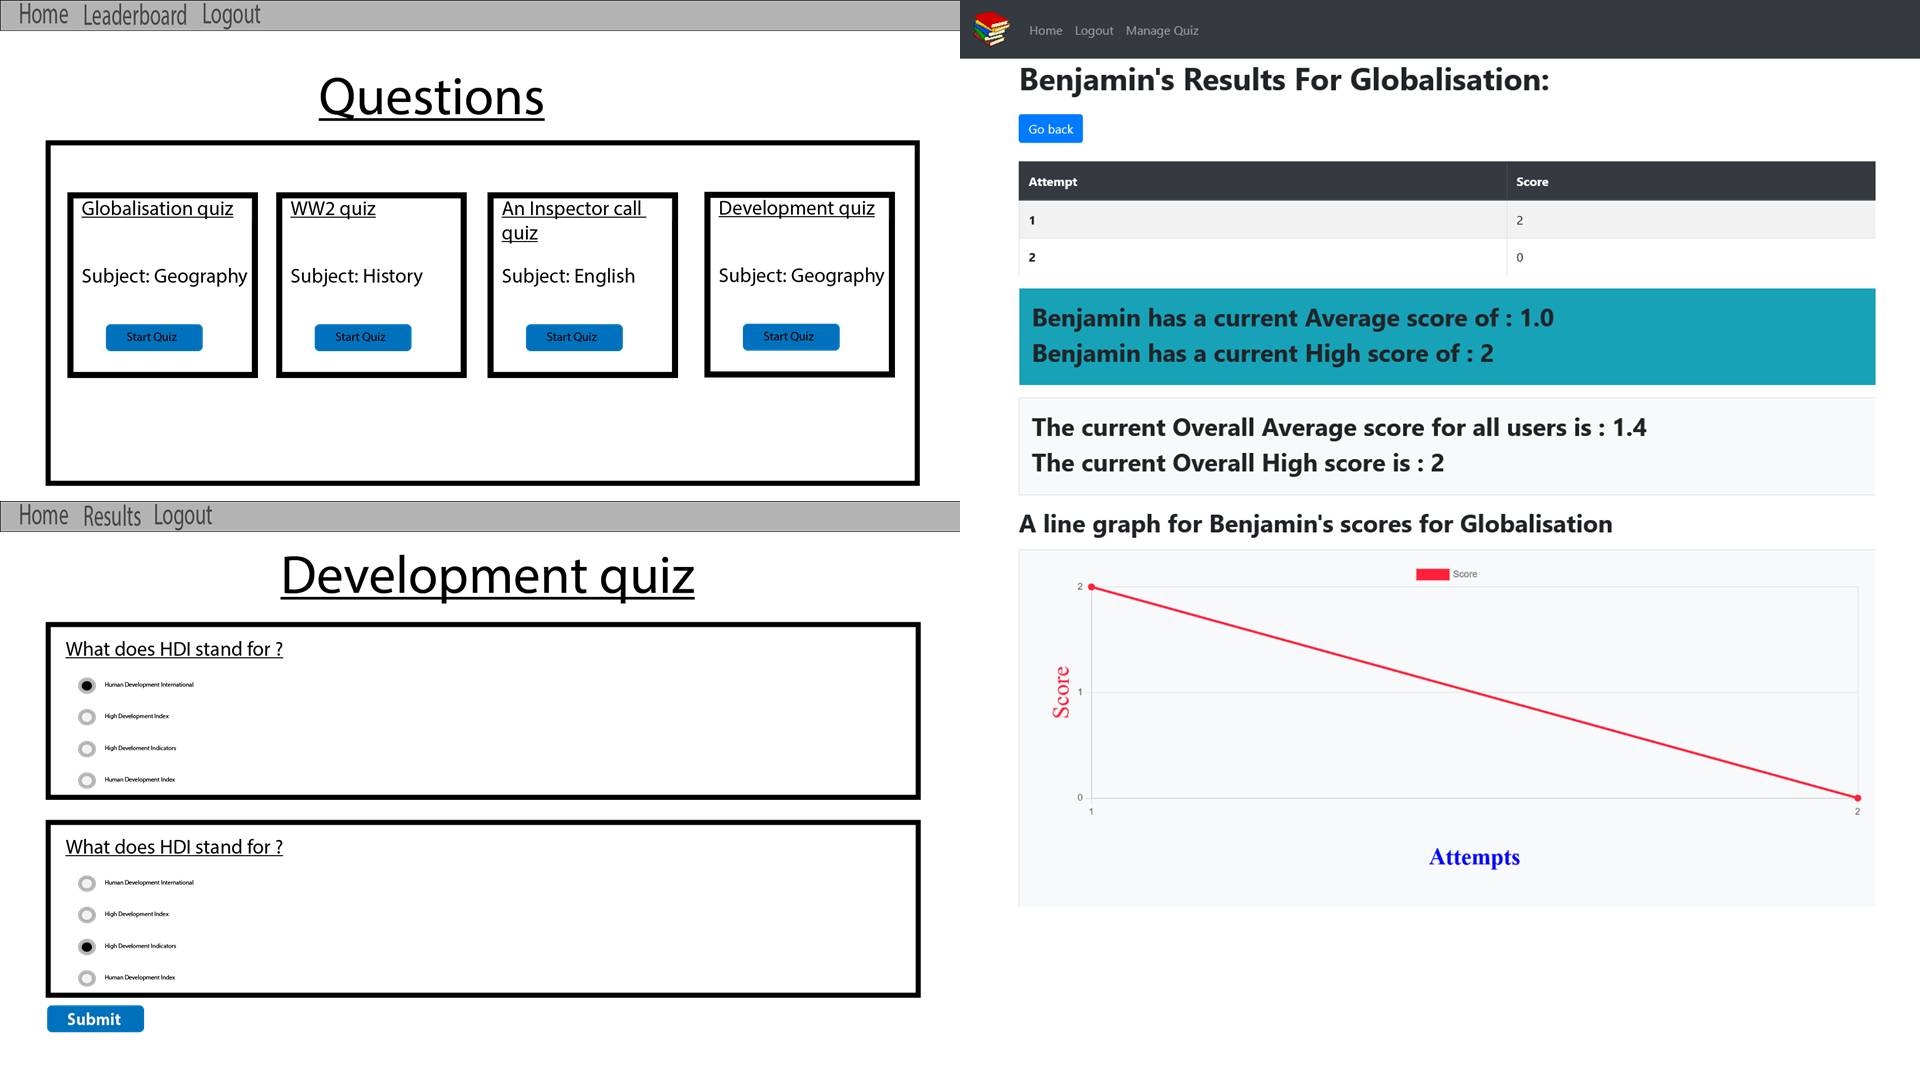 Home Leaderboard Logout
Questions
Globalisation quiz
Subject: Geography
Start Quiz
WW2 quiz
Subject: History
Start Quiz
An Inspector call
quiz
Subject: English
Start Quiz
Development quiz
Subject: Geography
Start Quiz
Home Results Logout
Development quiz
What does HDI stand for ?
Human Development International
High Development Index
High Develoment Indicators
Human Development Index
What does HDI stand for ?
Human Development International
High Development Index
High Develoment Indicators
Human Development Index
Submit
Home Logout Manage Quiz
Benjamin's Results For Globalisation:
Go back
Attempt Score
1 2
2 0
Benjamin has a current Average score of : 1.0
Benjamin has a current High score of : 2
The current Overall Average score for all users is : 1.4
The current Overall High score is : 2
A line graph for Benjamin's scores for Globalisation
Score
2
1
0
Score
1 2
Attempts